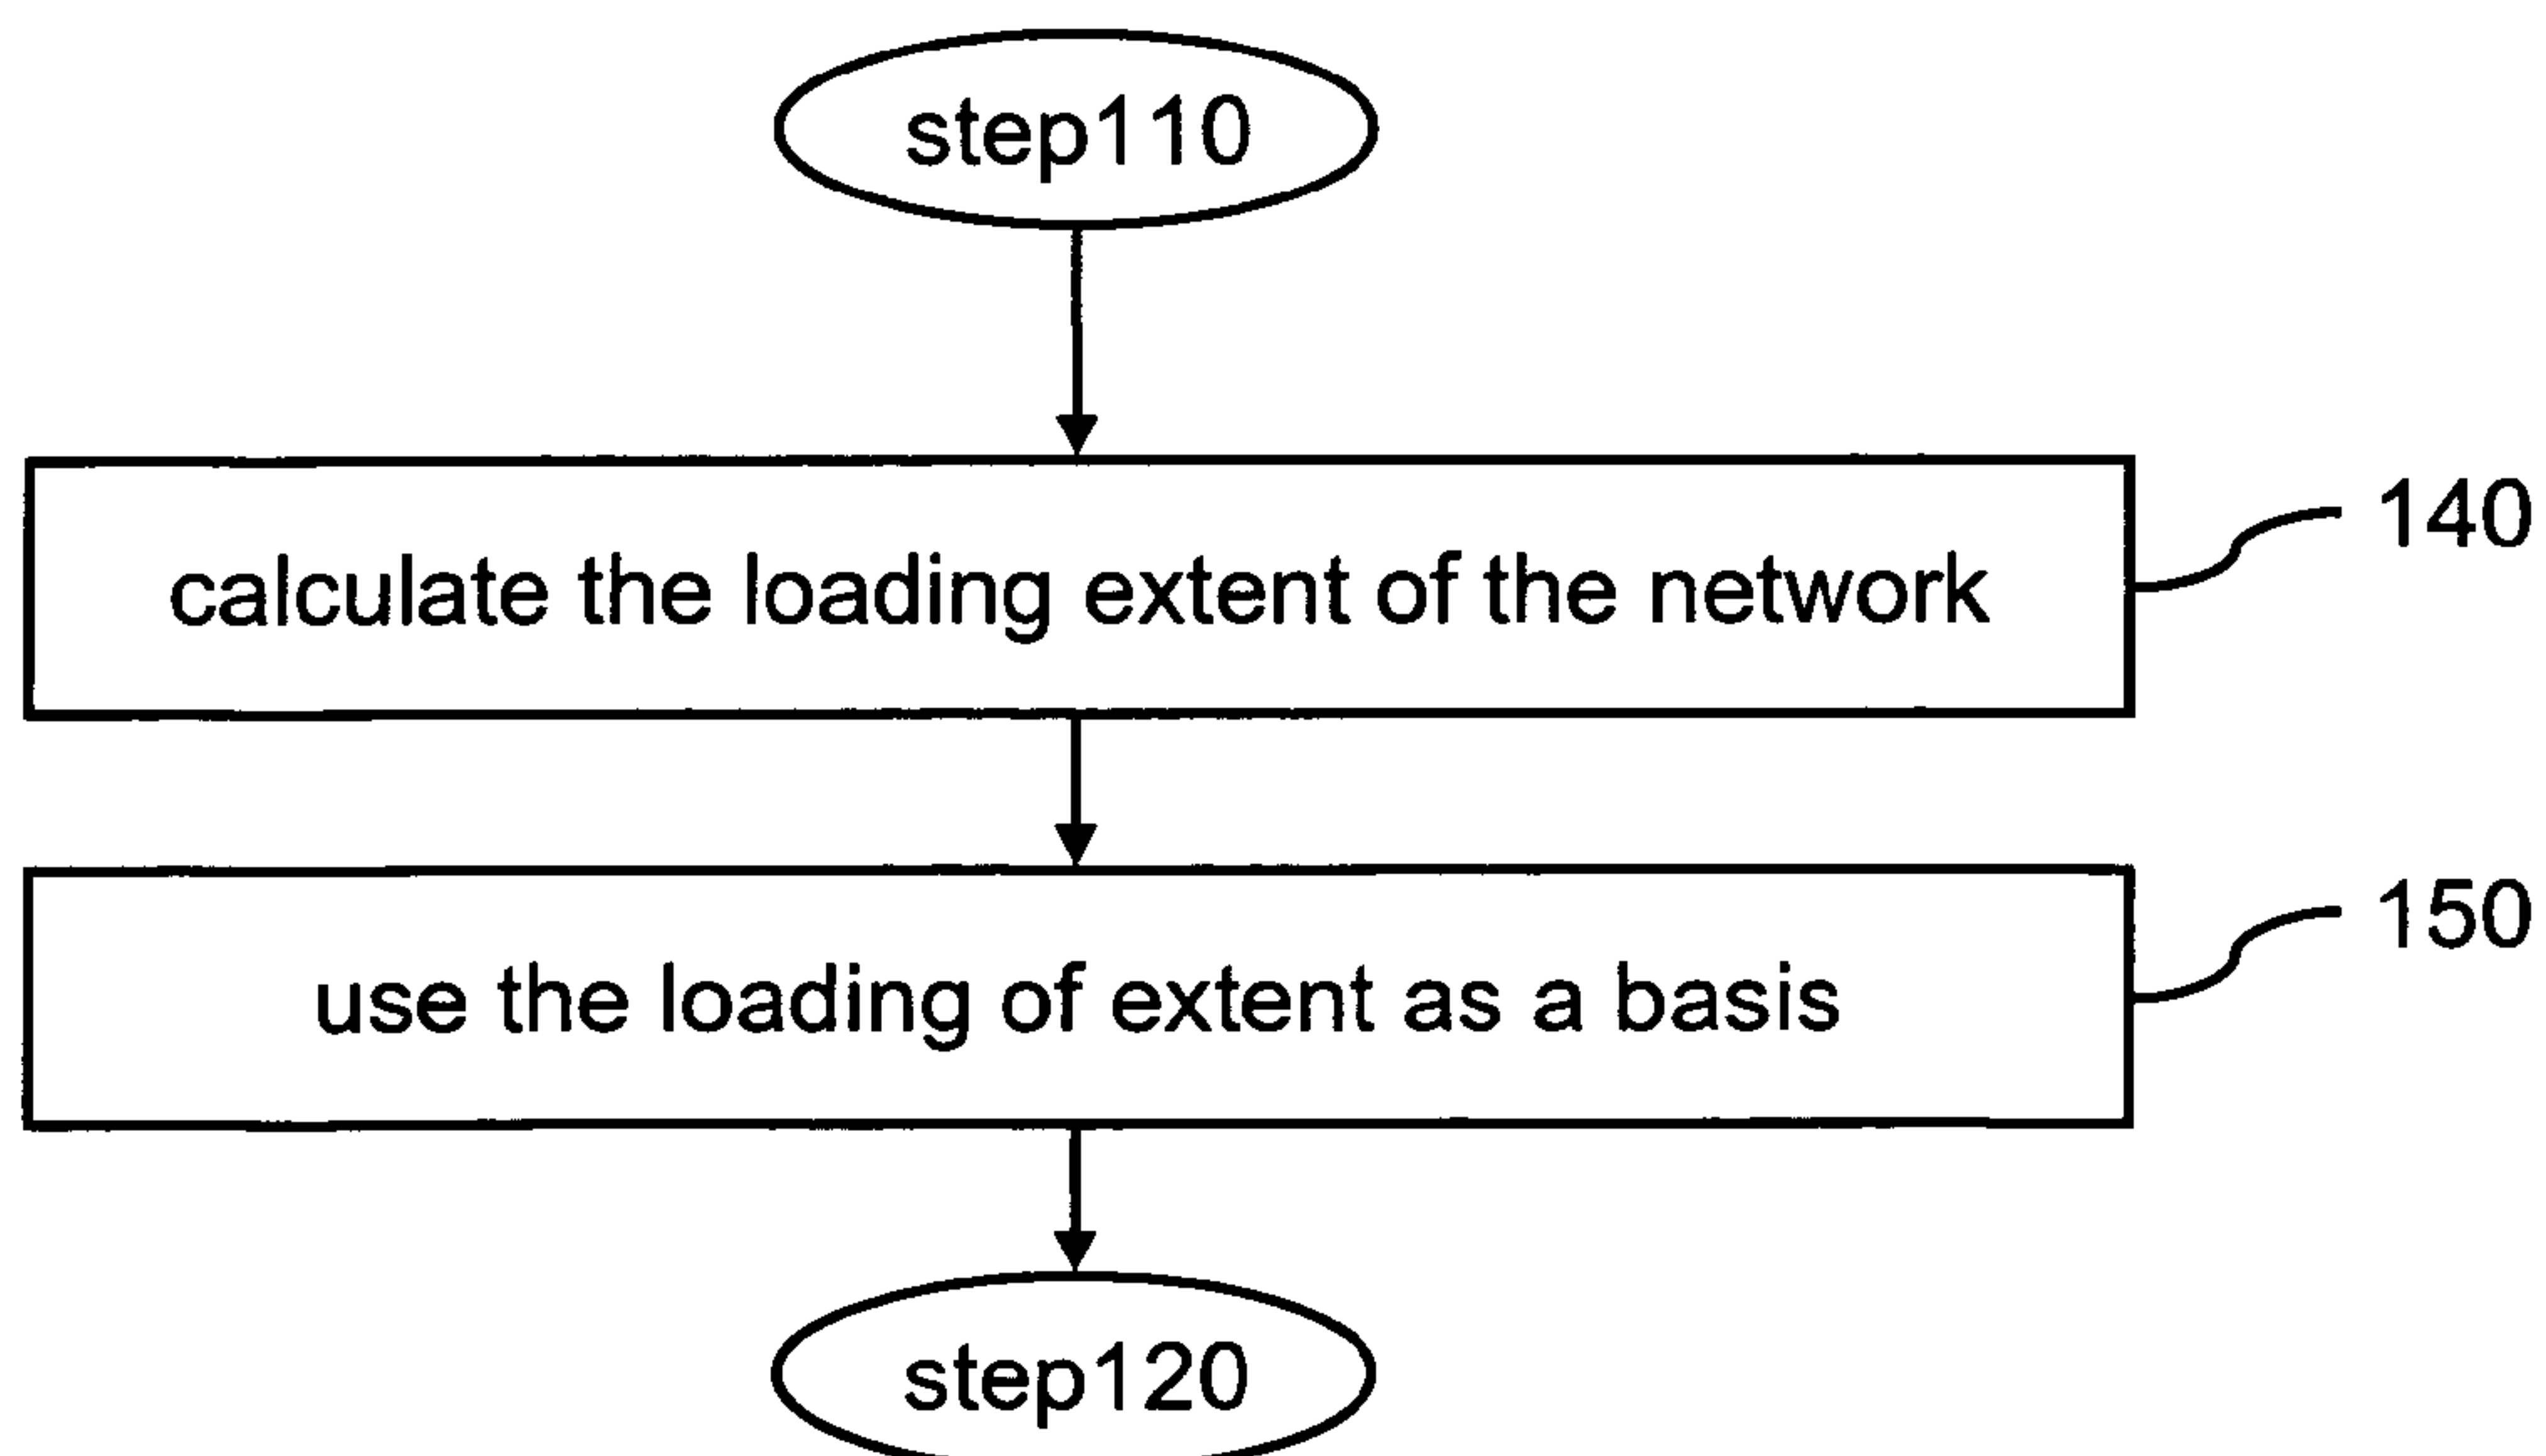 step110
140
calculate the loading extent of the network
150
use the loading of extent as a basis
step120